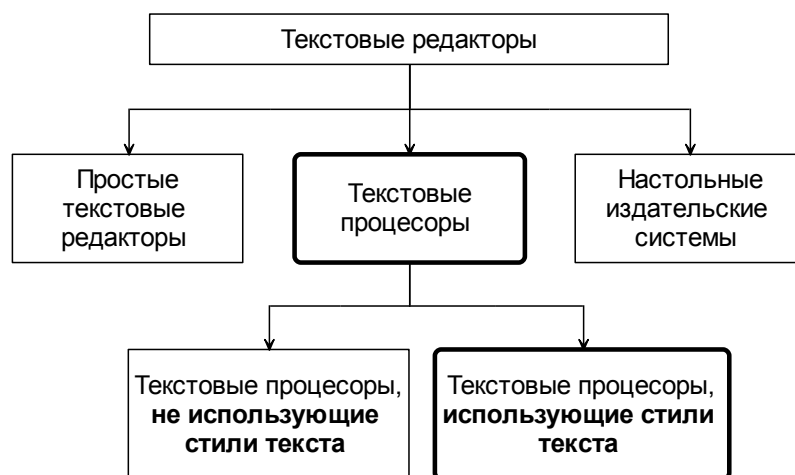 Текстовые редакторы
Простые
текстовые
редакторы
Текстовые
процесоры
Настольные
издательские
системы
Текстовые процесоры,
не использующие
стили текста
Текстовые процесоры,
использующие стили
текста